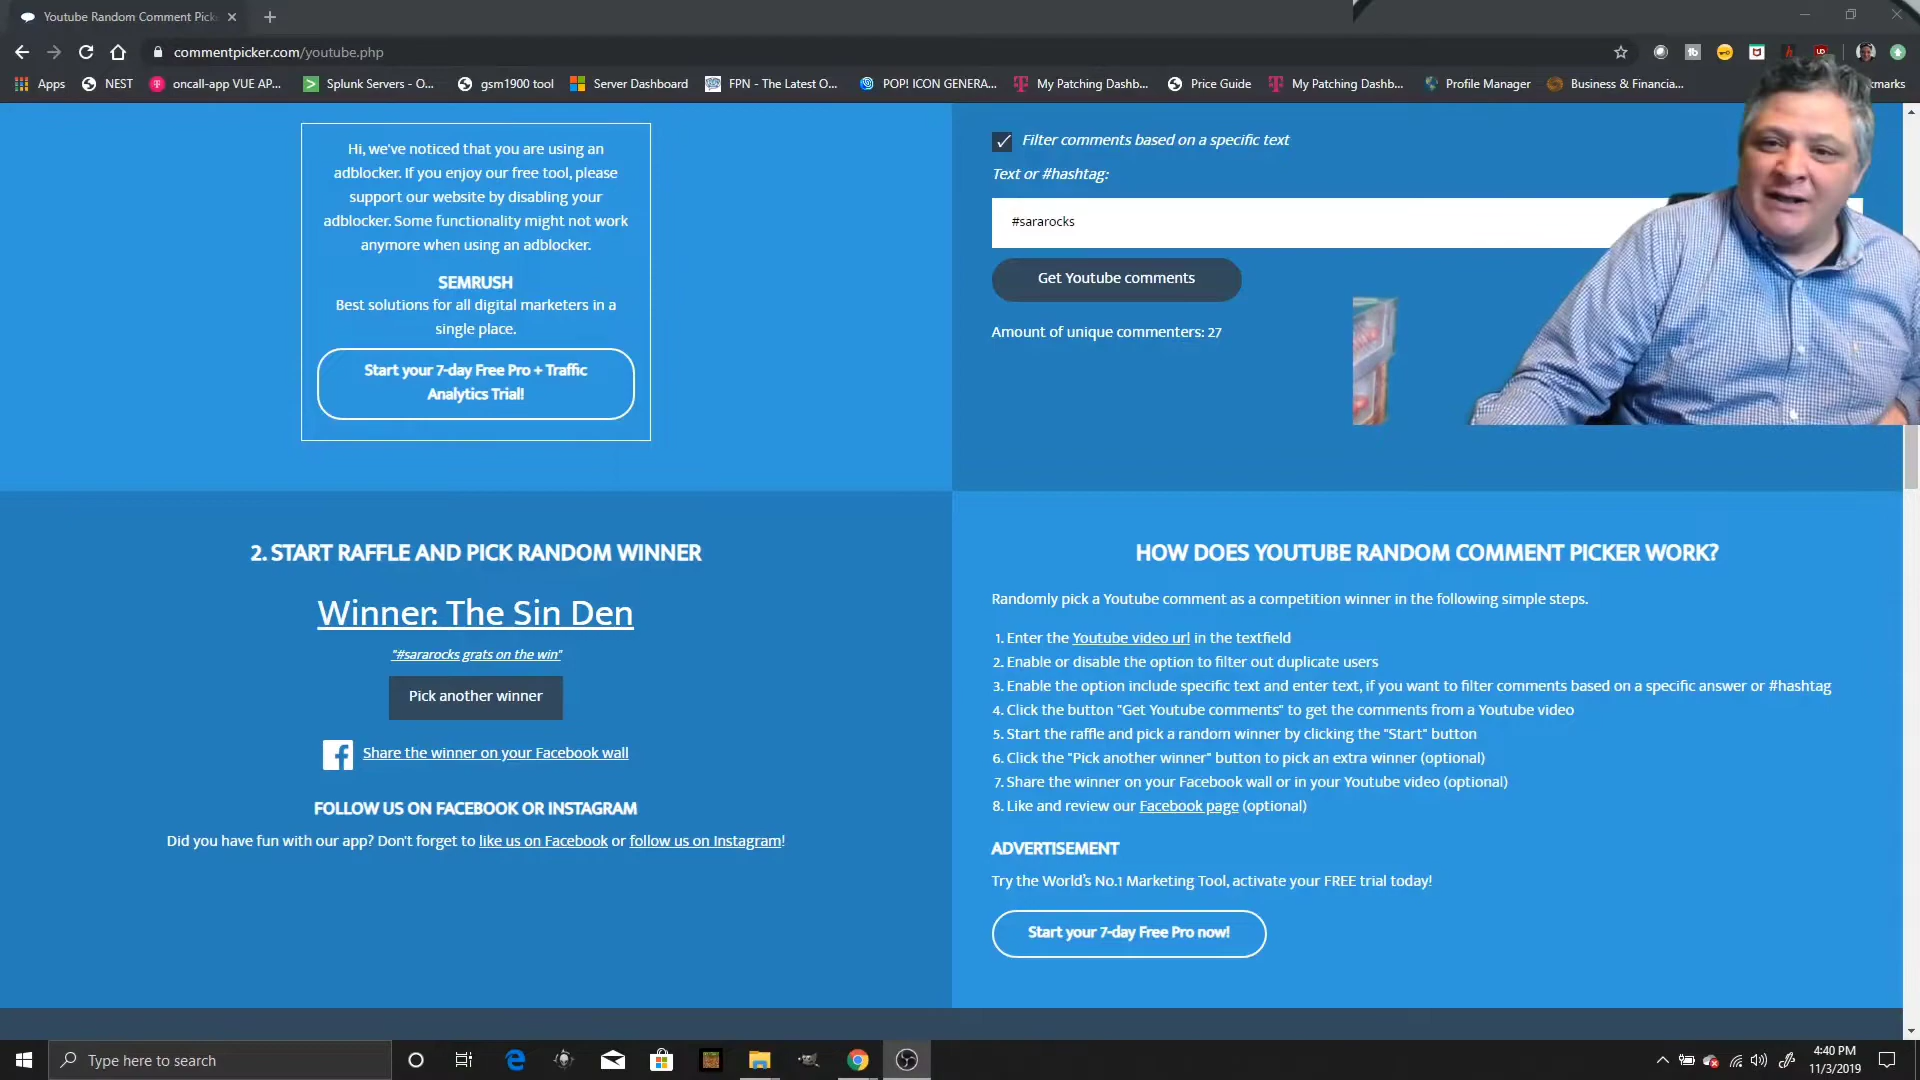 Youtube Random Comment Pick
commentpicker.com/youtube.php
Apps NEST oncall-app VUE AP... Splunk Servers - O... gsm1900 tool Server Dashboard FPN - The Latest O... POP! ICON GENERA... My Patching Dashb... Price Guide My Patching Dashb... Profile Manager Business & Financia... kmarks
Hi, we've noticed that you are using an
adblocker. If you enjoy our free tool, please
support our website by disabling your
adblocker. Some functionality might not work
anymore when using an adblocker.
SEMRUSH
Best solutions for all digital marketers in a
single place.
Start your 7-day Free Pro + Traffic
Analytics Trial!
Filter comments based on a specific text
Text or #hashtag:
#sararocks
Get Youtube comments
Amount of unique commenters: 27
2. START RAFFLE AND PICK RANDOM WINNER
Winner: The Sin Den
"#sararocks grats on the win"
Pick another winner
Share the winner on your Facebook wall
FOLLOW US ON FACEBOOK OR INSTAGRAM
Did you have fun with our app? Don't forget to like us on Facebook or follow us on Instagram!
HOW DOES YOUTUBE RANDOM COMMENT PICKER WORK?
Randomly pick a Youtube comment as a competition winner in the following simple steps.
1. Enter the Youtube video url in the textfield
2. Enable or disable the option to filter out duplicate users
3. Enable the option include specific text and enter text, if you want to filter comments based on a specific answer or #hashtag
4. Click the button "Get Youtube comments" to get the comments from a Youtube video
5. Start the raffle and pick a random winner by clicking the "Start" button
6. Click the "Pick another winner" button to pick an extra winner (optional)
7. Share the winner on your Facebook wall or in your Youtube video (optional)
8. Like and review our Facebook page (optional)
ADVERTISEMENT
Try the World's No.1 Marketing Tool, activate your FREE trial today!
Start your 7-day Free Pro now!
Type here to search
4:40 PM
11/3/2019